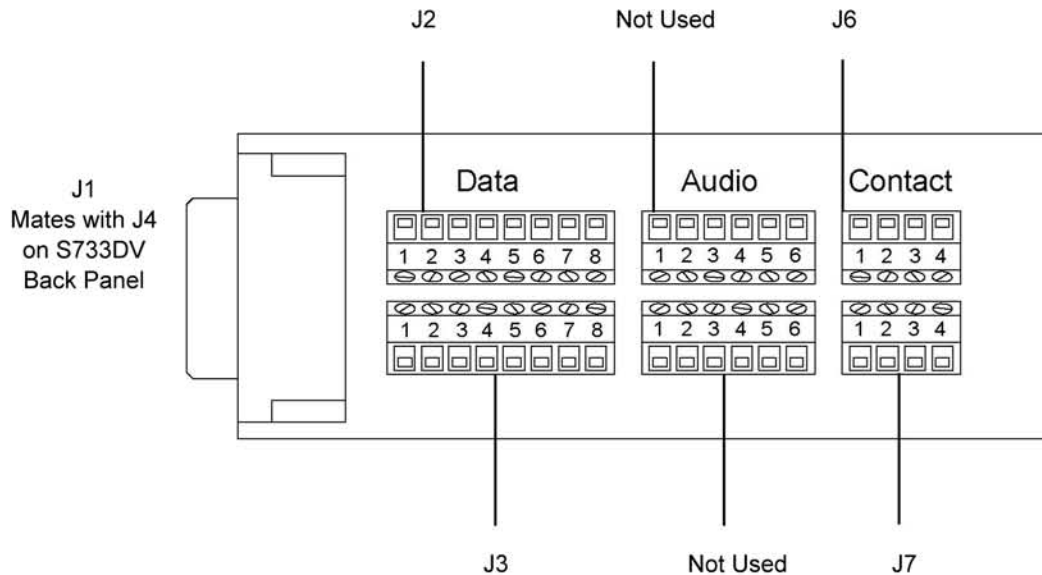 J2 Not Used J6
J1
Mates with J4
on S733DV
Back Panel
Data Audio Contact
1 2 3 4 5 6 7 8 1 2 3 4 5 6 1 2 3 4
1 2 3 4 5 6 7 8 1 2 3 4 5 6 1 2 3 4
J3 Not Used J7